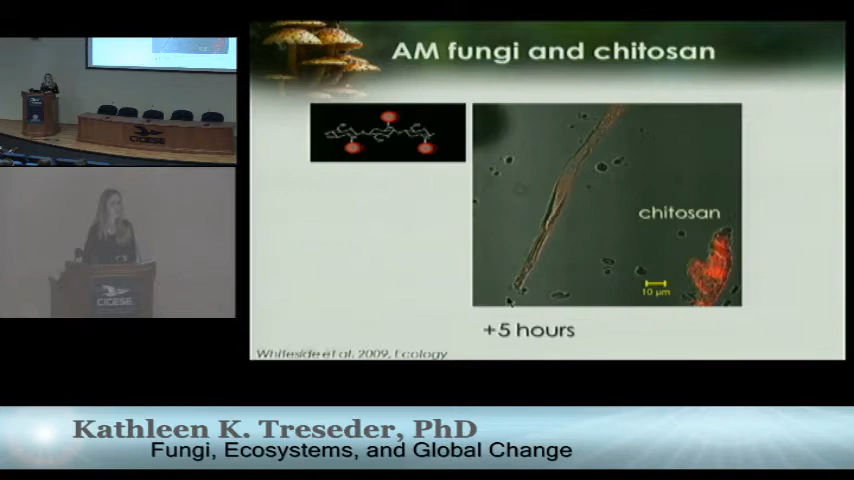 AM fungi and chitosan
chitosan
10 µm
+5 hours
Whiteside et al. 2009, Ecology
CICESE
CICESE
Kathleen K. Treseder, PhD
Fungi, Ecosystems, and Global Change